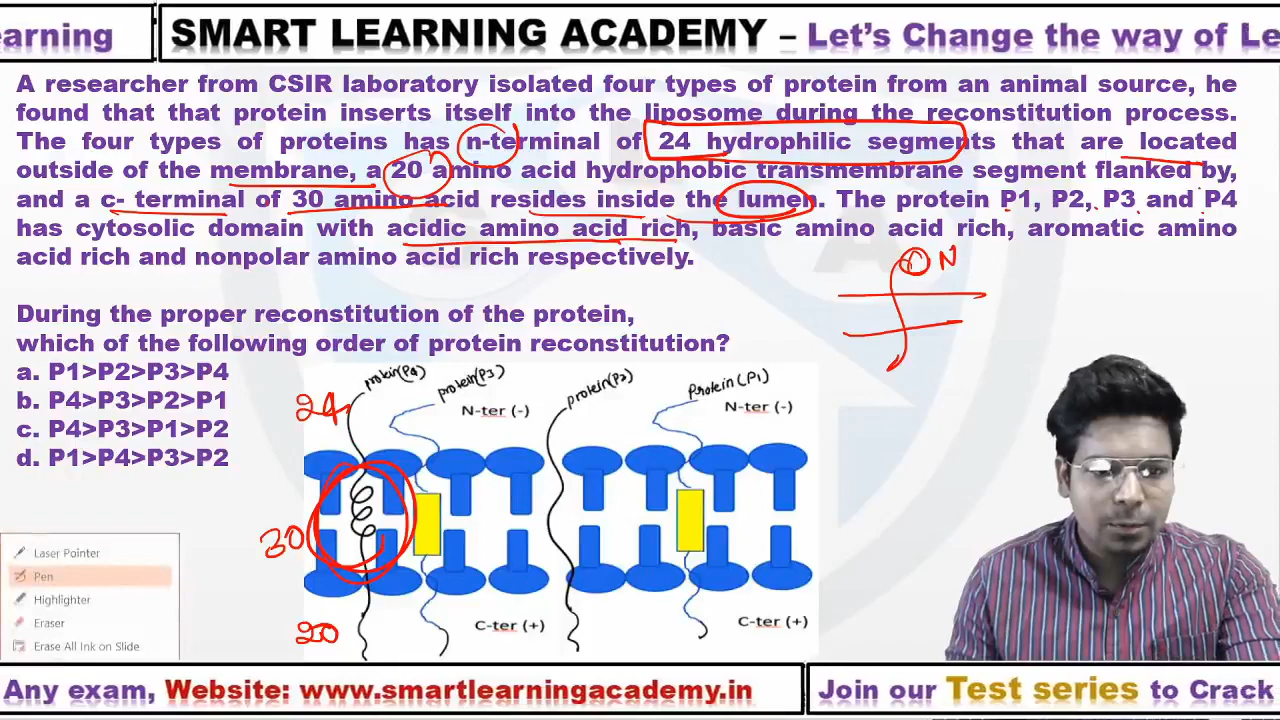 earning
SMART LEARNING ACADEMY – Let's Change the way of Le
A researcher from CSIR laboratory isolated four types of protein from an animal source, he
found that that protein inserts itself into the liposome during the reconstitution process.
The four types of proteins has n-terminal of 24 hydrophilic segments that are located
outside of the membrane, a 20 amino acid hydrophobic transmembrane segment flanked by,
and a c- terminal of 30 amino acid resides inside the lumen. The protein P1, P2, P3 and P4
has cytosolic domain with acidic amino acid rich, basic amino acid rich, aromatic amino
acid rich and nonpolar amino acid rich respectively.
N
During the proper reconstitution of the protein,
which of the following order of protein reconstitution?
a. P1>P2>P3>P4
b. P4>P3>P2>P1
c. P4>P3>P1>P2
d. P1>P4>P3>P2
protein(P4)
protein(P3)
protein(P2)
Protein(P1)
24
N-ter (-)
N-ter (-)
30
C-ter (+)
C-ter (+)
20
Laser Pointer
Pen
Highlighter
Eraser
Erase All Ink on Slide
Any exam, Website: www.smartlearningacademy.in
Join our Test series to Crack